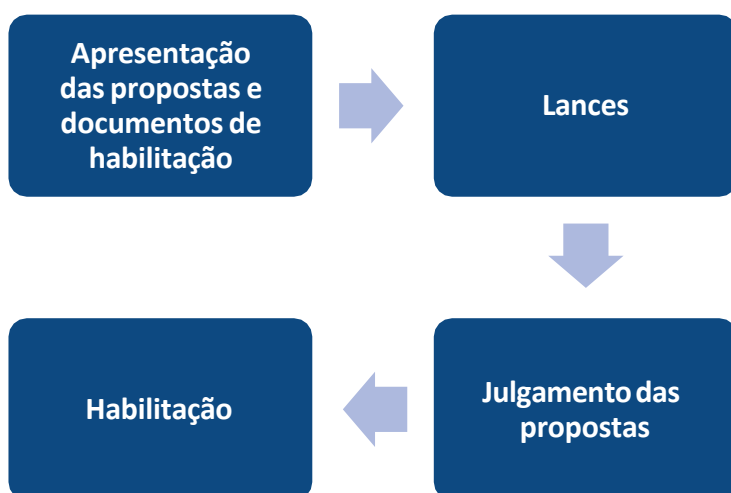 Apresentação
das propostas e
documentos de
habilitação
Lances
Julgamento das
propostas
Habilitação